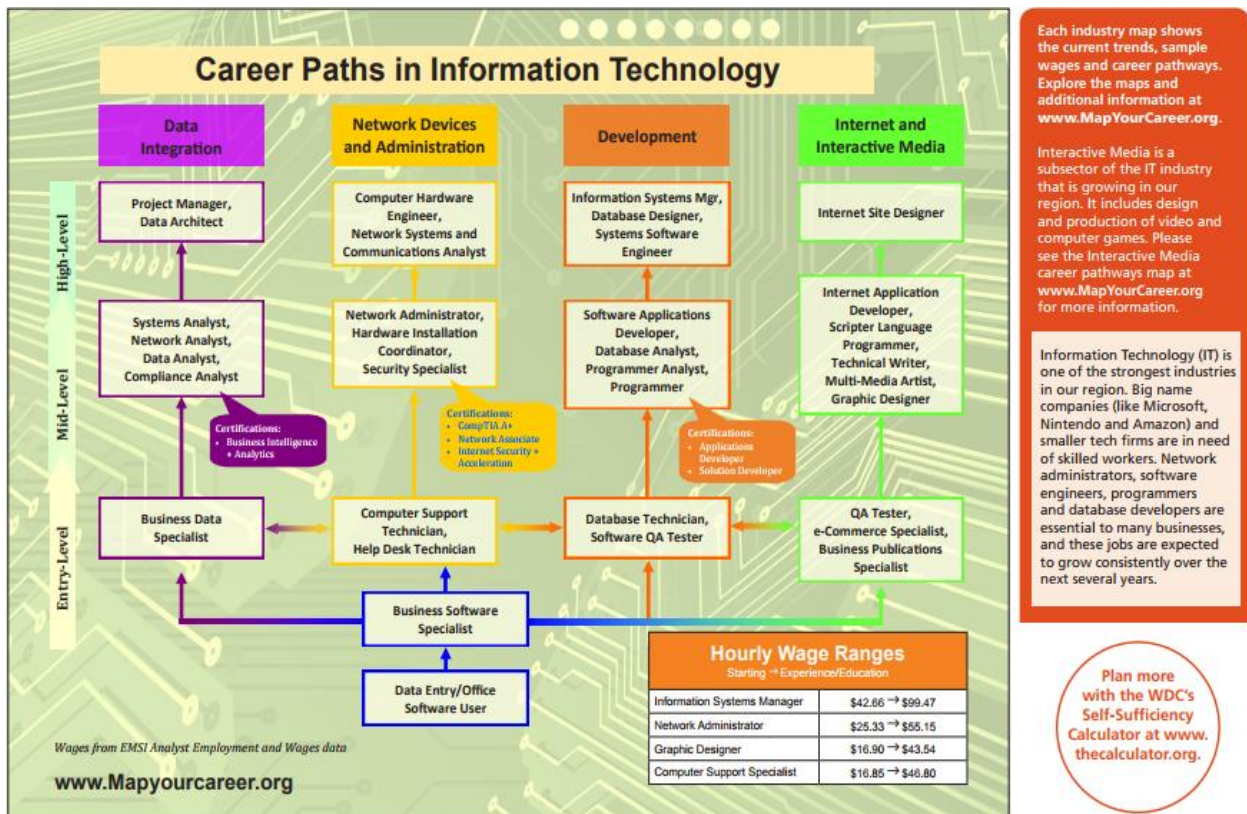 Career Paths in Information Technology
Data
Integration
Network Devices
and Administration
Development
Internet and
Interactive Media
High-Level
Mid-Level
Entry-Level
Project Manager,
Data Architect
Computer Hardware
Engineer,
Network Systems and
Communications Analyst
Information Systems Mgr,
Database Designer,
Systems Software
Engineer
Internet Site Designer
Systems Analyst,
Network Analyst,
Data Analyst,
Compliance Analyst
Network Administrator,
Hardware Installation
Coordinator,
Security Specialist
Software Applications
Developer,
Database Analyst,
Programmer Analyst,
Programmer
Internet Application
Developer,
Scripter Language
Programmer,
Technical Writer,
Multi-Media Artist,
Graphic Designer
Certifications:
• Business Intelligence
+ Analytics
Certifications:
• CompTIA A+
• Network Associate
• Internet Security +
Acceleration
Certifications:
• Applications
Developer
• Solution Developer
Business Data
Specialist
Computer Support
Technician,
Help Desk Technician
Database Technician,
Software QA Tester
QA Tester,
e-Commerce Specialist,
Business Publications
Specialist
Business Software
Specialist
Data Entry/Office
Software User
Hourly Wage Ranges
Starting → Experience/Education
Information Systems Manager $42.66 → $99.47
Network Administrator $25.33 → $55.15
Graphic Designer $16.90 → $43.54
Computer Support Specialist $16.85 → $46.80
Wages from EMSI Analyst Employment and Wages data
www.Mapyourcareer.org
Each industry map shows
the current trends, sample
wages and career pathways.
Explore the maps and
additional information at
www.MapYourCareer.org.
Interactive Media is a
subsector of the IT industry
that is growing in our
region. It includes design
and production of video and
computer games. Please
see the Interactive Media
career pathways map at
www.MapYourCareer.org
for more information.
Information Technology (IT) is
one of the strongest industries
in our region. Big name
companies (like Microsoft,
Nintendo and Amazon) and
smaller tech firms are in need
of skilled workers. Network
administrators, software
engineers, programmers
and database developers are
essential to many businesses,
and these jobs are expected
to grow consistently over the
next several years.
Plan more
with the WDC's
Self-Sufficiency
Calculator at www.
thecalculator.org.